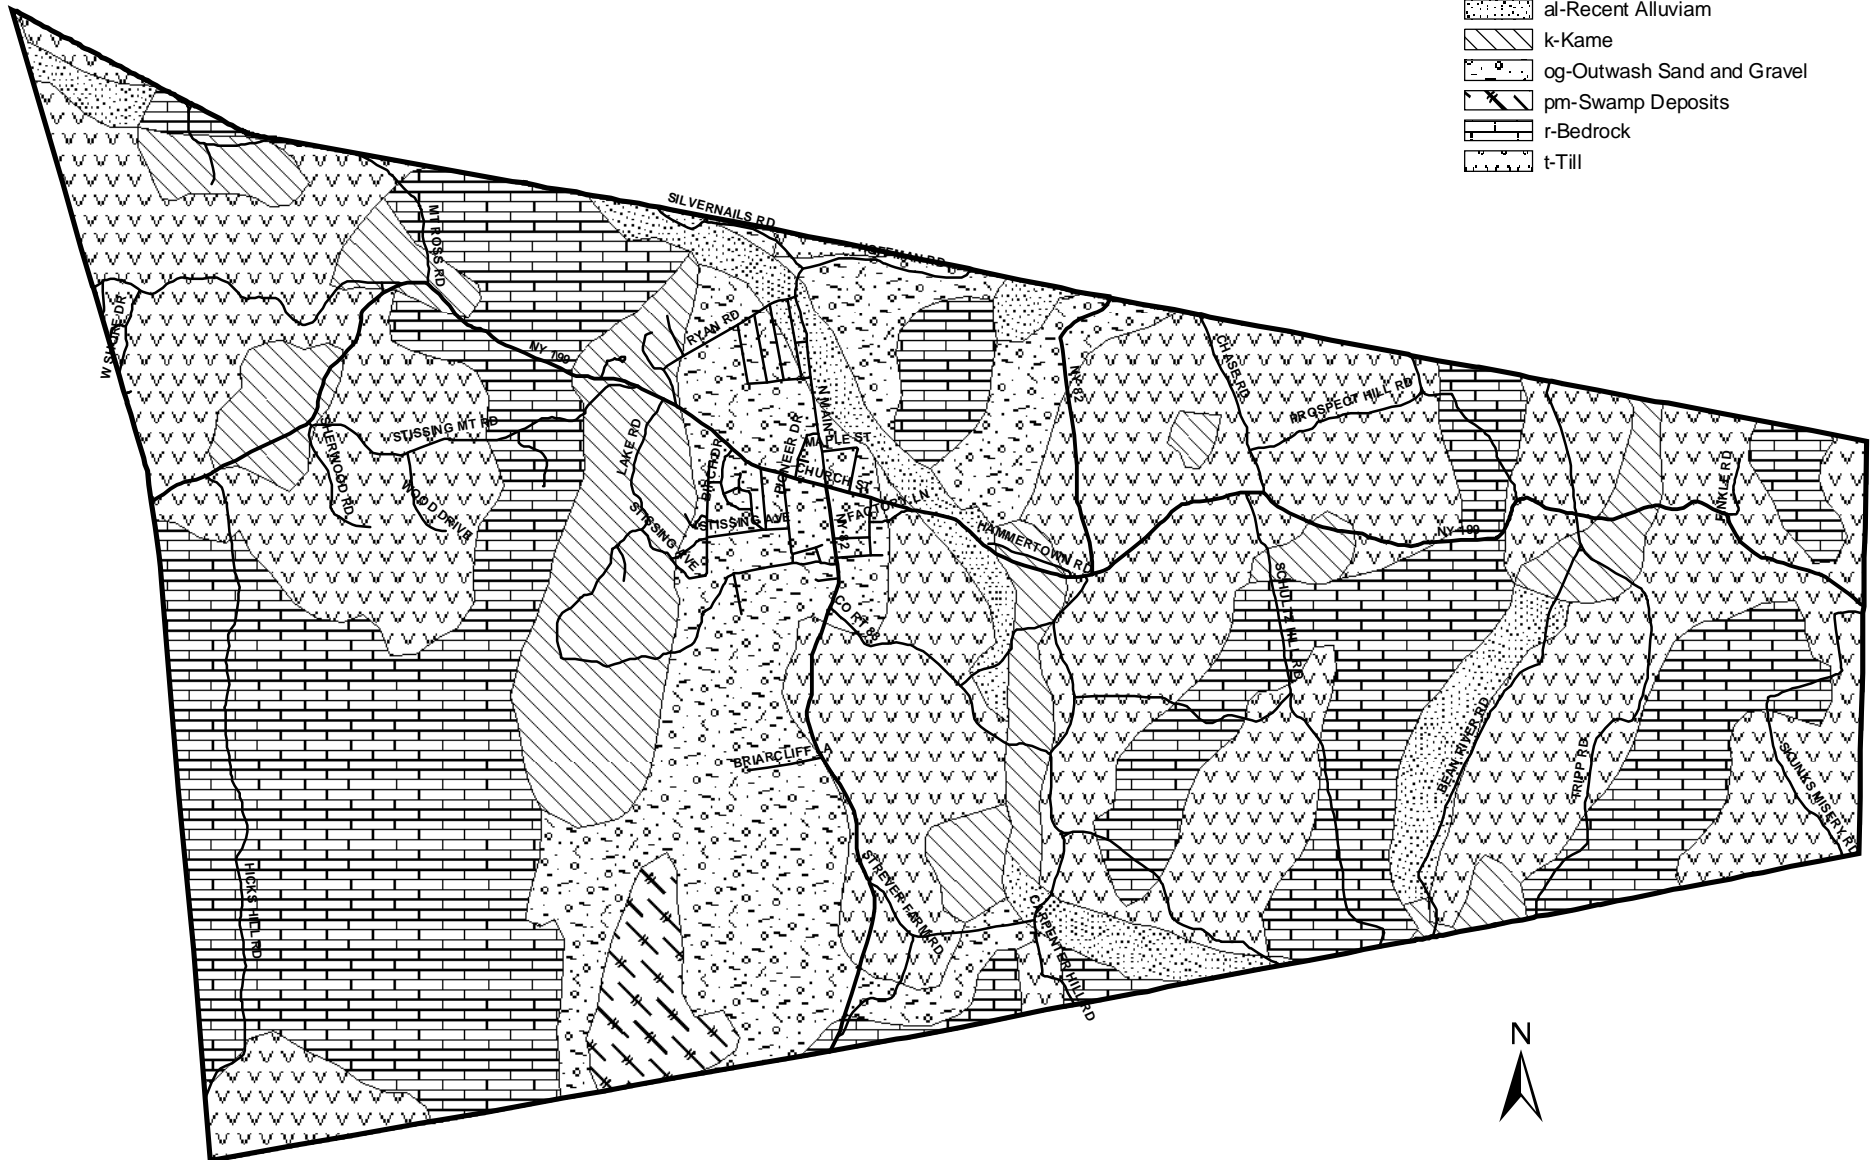 al-Recent Alluviam
k-Kame
og-Outwash Sand and Gravel
pm-Swamp Deposits
r-Bedrock
t-Till
SILVERNAILS RD
HOFFMAN RD
MT ROSS RD
W SHORE DR
RYAN RD
NY 199
NY 82
CHASE RD
PROSPECT HILL RD
N MAIN
STISSING MT RD
SHERWOOD RD
WOOD DRIVE
LAKE RD
BIRCH DR
PIONEER DR
MAPLE ST
CHURCH ST
FACTORY LN
STISSING AVE
STISSING AVE
NY 82
HAMMERTOWN RD
NY 199
FINKLE RD
CO RT 83
SCHULTZ HILL RD
BEAN RIVER RD
TRIPP RD
SKUNKS MISERY RD
BRIARCLIFF LA
HICKS HILL RD
STREVER FARM RD
CARPENTER HILL RD
N